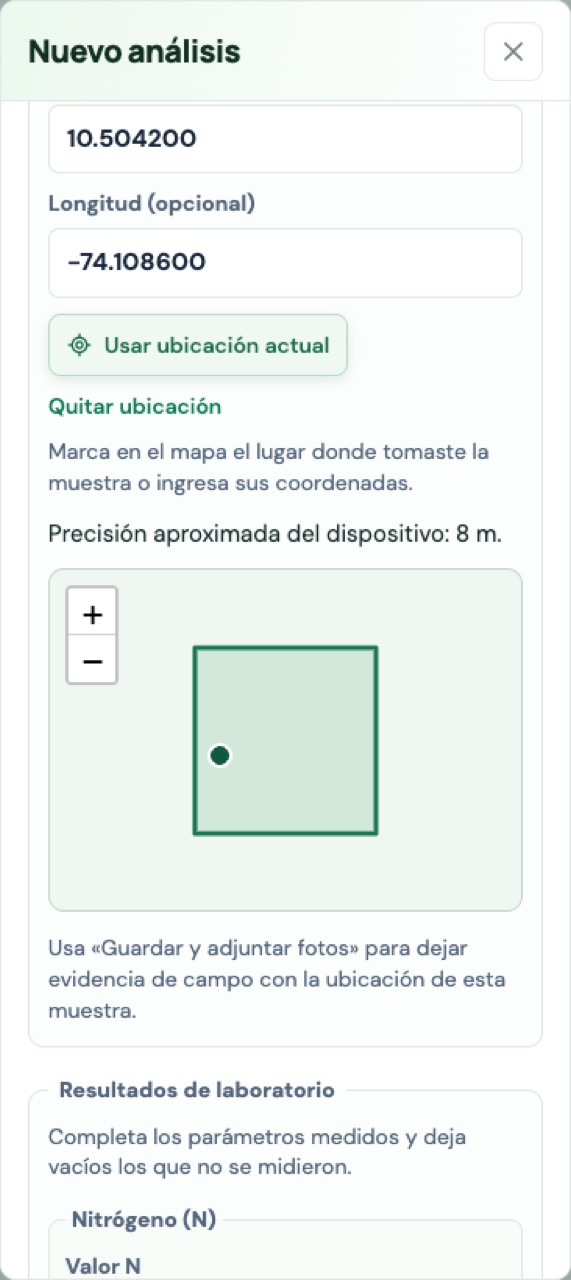 Nuevo análisis
10.504200
Longitud (opcional)
-74.108600
Usar ubicación actual
Quitar ubicación
Marca en el mapa el lugar donde tomaste la
muestra o ingresa sus coordenadas.
Precisión aproximada del dispositivo: 8 m.
+
−
Usa «Guardar y adjuntar fotos» para dejar
evidencia de campo con la ubicación de esta
muestra.
Resultados de laboratorio
Completa los parámetros medidos y deja
vacíos los que no se midieron.
Nitrógeno (N)
Valor N